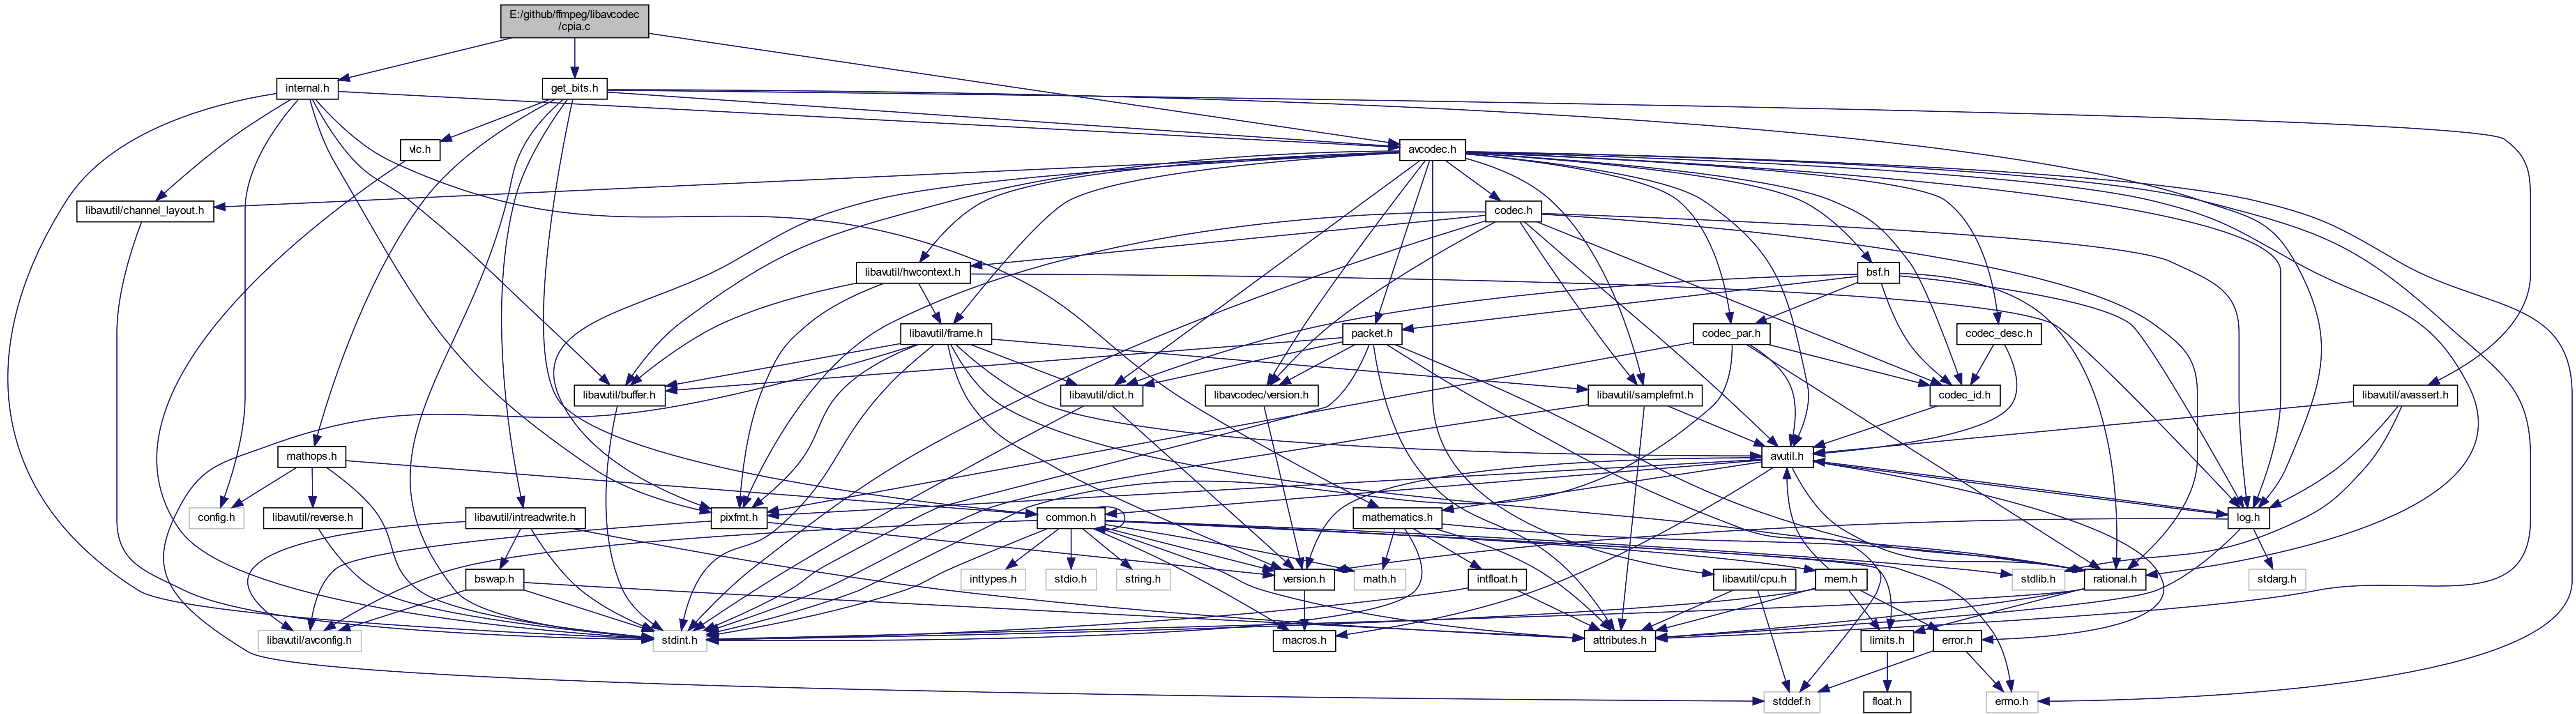 E:/github/ffmpeg/libavcodec
/cpia.c
internal.h
get_bits.h
vlc.h
avcodec.h
libavutil/channel_layout.h
codec.h
libavutil/hwcontext.h
bsf.h
libavutil/frame.h
packet.h
codec_par.h
codec_desc.h
libavutil/buffer.h
libavutil/dict.h
libavcodec/version.h
libavutil/samplefmt.h
codec_id.h
libavutil/avassert.h
mathops.h
avutil.h
config.h
libavutil/reverse.h
libavutil/intreadwrite.h
pixfmt.h
common.h
mathematics.h
log.h
bswap.h
inttypes.h
stdio.h
string.h
version.h
math.h
intfloat.h
libavutil/cpu.h
mem.h
stdlib.h
rational.h
stdarg.h
libavutil/avconfig.h
stdint.h
macros.h
attributes.h
limits.h
error.h
stddef.h
float.h
errno.h